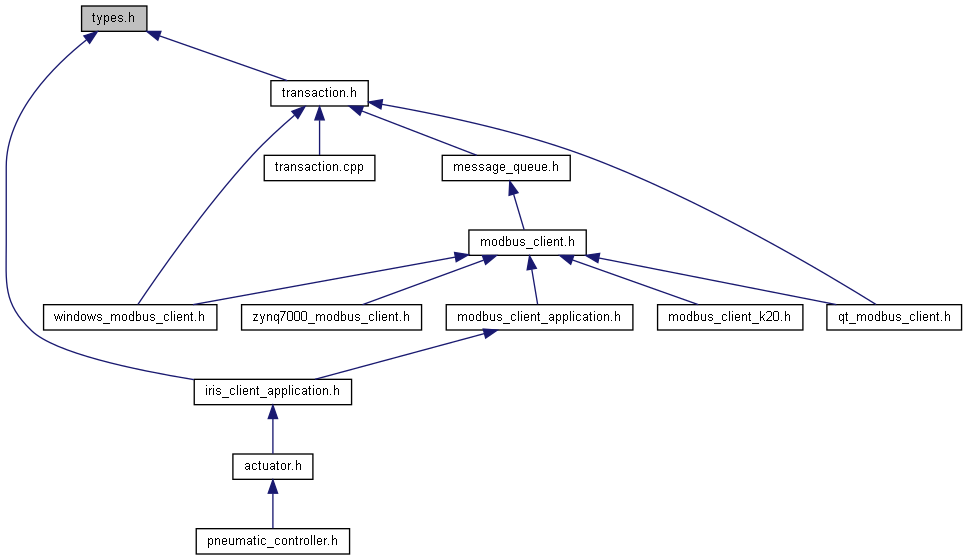 types.h
transaction.h
transaction.cpp
message_queue.h
modbus_client.h
windows_modbus_client.h
zynq7000_modbus_client.h
modbus_client_application.h
modbus_client_k20.h
qt_modbus_client.h
iris_client_application.h
actuator.h
pneumatic_controller.h